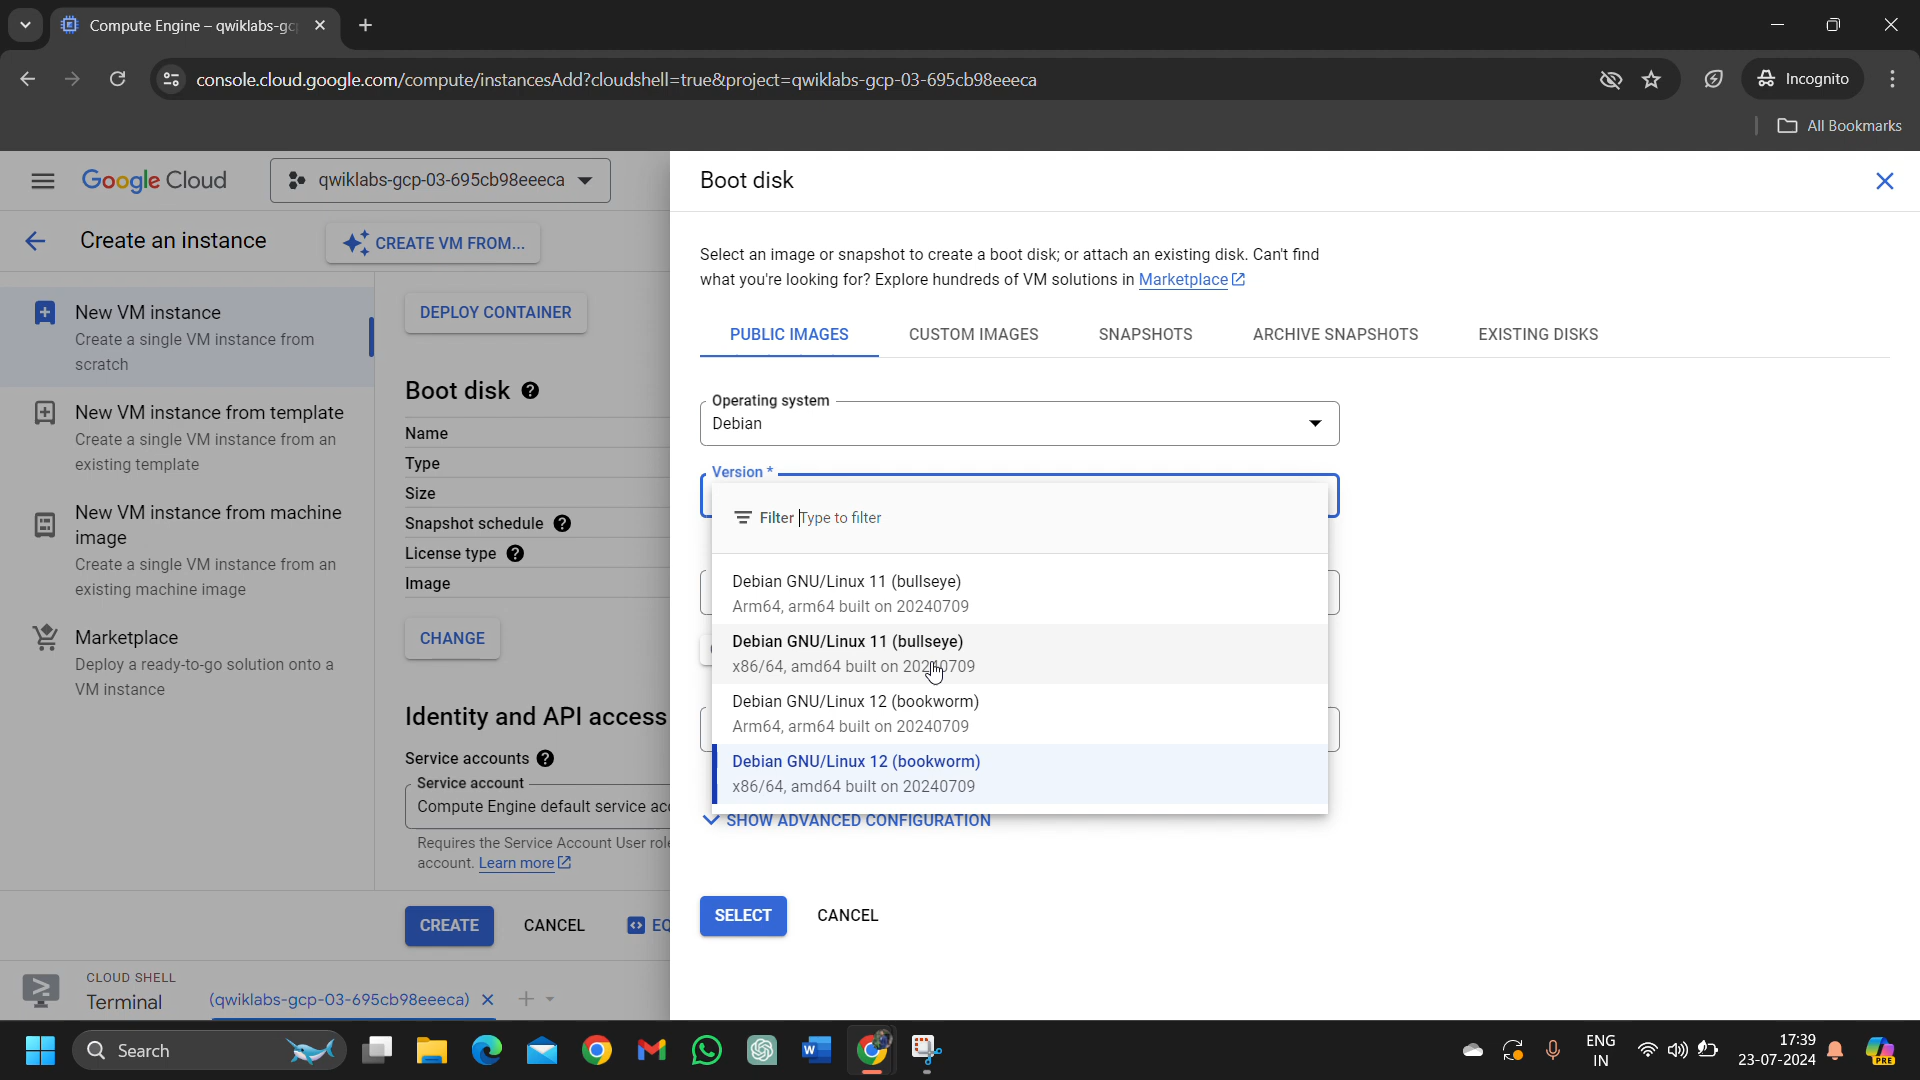 Compute Engine – qwiklabs-gc
console.cloud.google.com/compute/instancesAdd?cloudshell=true&project=qwiklabs-gcp-03-695cb98eeeca
Incognito
All Bookmarks
Google Cloud
qwiklabs-gcp-03-695cb98eeeca
Create an instance
CREATE VM FROM...
New VM instance
Create a single VM instance from
scratch
New VM instance from template
Create a single VM instance from an
existing template
New VM instance from machine
image
Create a single VM instance from an
existing machine image
Marketplace
Deploy a ready-to-go solution onto a
VM instance
DEPLOY CONTAINER
Boot disk
Name
Type
Size
Snapshot schedule
License type
Image
CHANGE
Identity and API access
Service accounts
Service account
Compute Engine default service acc
Requires the Service Account User role
account. Learn more
CREATE
CANCEL
EQ
Boot disk
Select an image or snapshot to create a boot disk; or attach an existing disk. Can't find
what you're looking for? Explore hundreds of VM solutions in Marketplace
PUBLIC IMAGES
CUSTOM IMAGES
SNAPSHOTS
ARCHIVE SNAPSHOTS
EXISTING DISKS
Operating system
Debian
Version *
Filter Type to filter
Debian GNU/Linux 11 (bullseye)
Arm64, arm64 built on 20240709
Debian GNU/Linux 11 (bullseye)
x86/64, amd64 built on 20240709
Debian GNU/Linux 12 (bookworm)
Arm64, arm64 built on 20240709
Debian GNU/Linux 12 (bookworm)
x86/64, amd64 built on 20240709
SHOW ADVANCED CONFIGURATION
SELECT
CANCEL
CLOUD SHELL
Terminal
(qwiklabs-gcp-03-695cb98eeeca)
Search
W
ENG
IN
17:39
23-07-2024
PRE